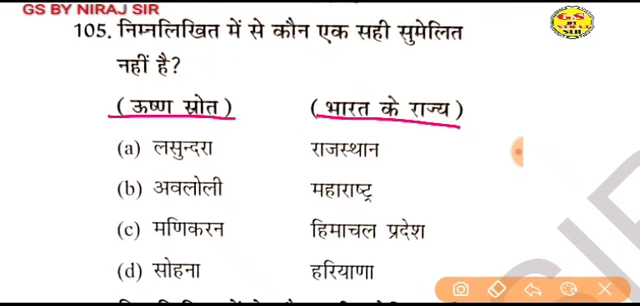 GS BY NIRAJ SIR
105. निम्नलिखित में से कौन एक सही सुमेलित
नहीं है?
( ऊष्ण स्रोत ) ( भारत के राज्य )
(a) लसुन्दरा राजस्थान
(b) अवलोली महाराष्ट्र
(c) मणिकरन हिमाचल प्रदेश
(d) सोहना हरियाणा